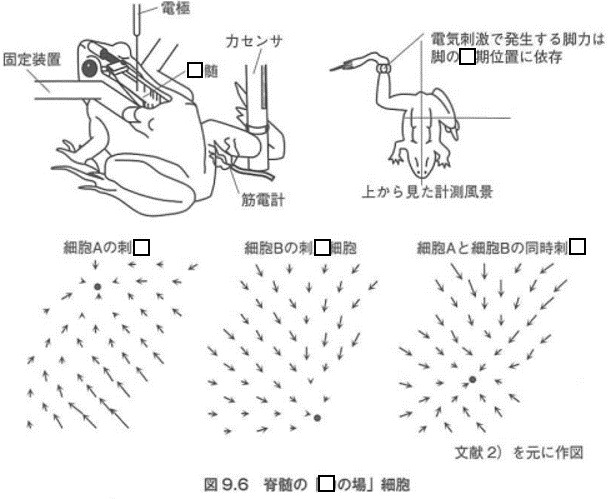 電極
固定装置
□髄
力センサ
筋電計
電気刺激で発生する脚力は
脚の□期位置に依存
上から見た計測風景
細胞Aの刺□
細胞Bの刺□細胞
細胞Aと細胞Bの同時刺□
文献2）を元に作図
図9.6 脊髄の「□の場」細胞